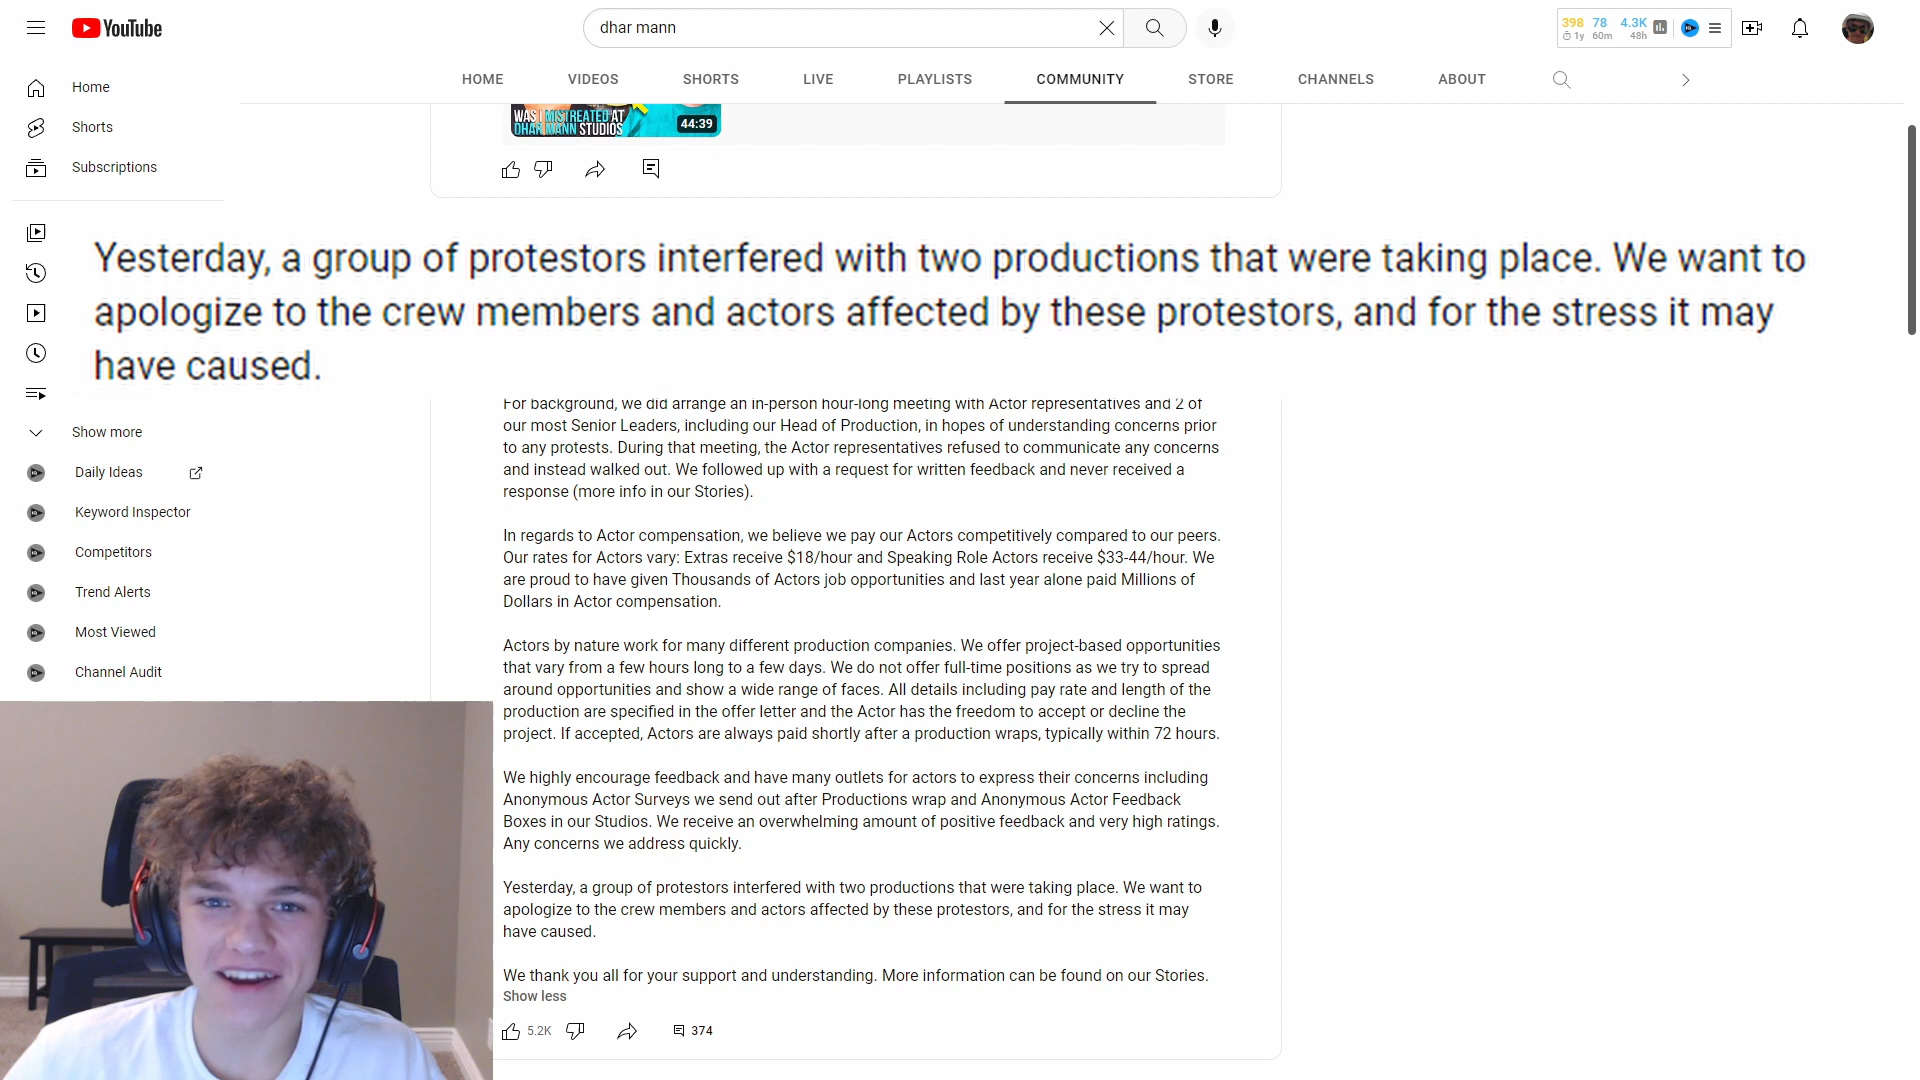 YouTube
dhar mann
398 78 4.3K
1y 60m 48h
HOME VIDEOS SHORTS LIVE PLAYLISTS COMMUNITY STORE CHANNELS ABOUT
Home
Shorts
Subscriptions
Show more
Daily Ideas
Keyword Inspector
Competitors
Trend Alerts
Most Viewed
Channel Audit
WAS I MISTREATED AT
DHAR MANN STUDIOS
44:39
Yesterday, a group of protestors interfered with two productions that were taking place. We want to
apologize to the crew members and actors affected by these protestors, and for the stress it may
have caused.
For background, we did arrange an in-person hour-long meeting with Actor representatives and 2 of
our most Senior Leaders, including our Head of Production, in hopes of understanding concerns prior
to any protests. During that meeting, the Actor representatives refused to communicate any concerns
and instead walked out. We followed up with a request for written feedback and never received a
response (more info in our Stories).
In regards to Actor compensation, we believe we pay our Actors competitively compared to our peers.
Our rates for Actors vary: Extras receive $18/hour and Speaking Role Actors receive $33-44/hour. We
are proud to have given Thousands of Actors job opportunities and last year alone paid Millions of
Dollars in Actor compensation.
Actors by nature work for many different production companies. We offer project-based opportunities
that vary from a few hours long to a few days. We do not offer full-time positions as we try to spread
around opportunities and show a wide range of faces. All details including pay rate and length of the
production are specified in the offer letter and the Actor has the freedom to accept or decline the
project. If accepted, Actors are always paid shortly after a production wraps, typically within 72 hours.
We highly encourage feedback and have many outlets for actors to express their concerns including
Anonymous Actor Surveys we send out after Productions wrap and Anonymous Actor Feedback
Boxes in our Studios. We receive an overwhelming amount of positive feedback and very high ratings.
Any concerns we address quickly.
Yesterday, a group of protestors interfered with two productions that were taking place. We want to
apologize to the crew members and actors affected by these protestors, and for the stress it may
have caused.
We thank you all for your support and understanding. More information can be found on our Stories.
Show less
5.2K 374